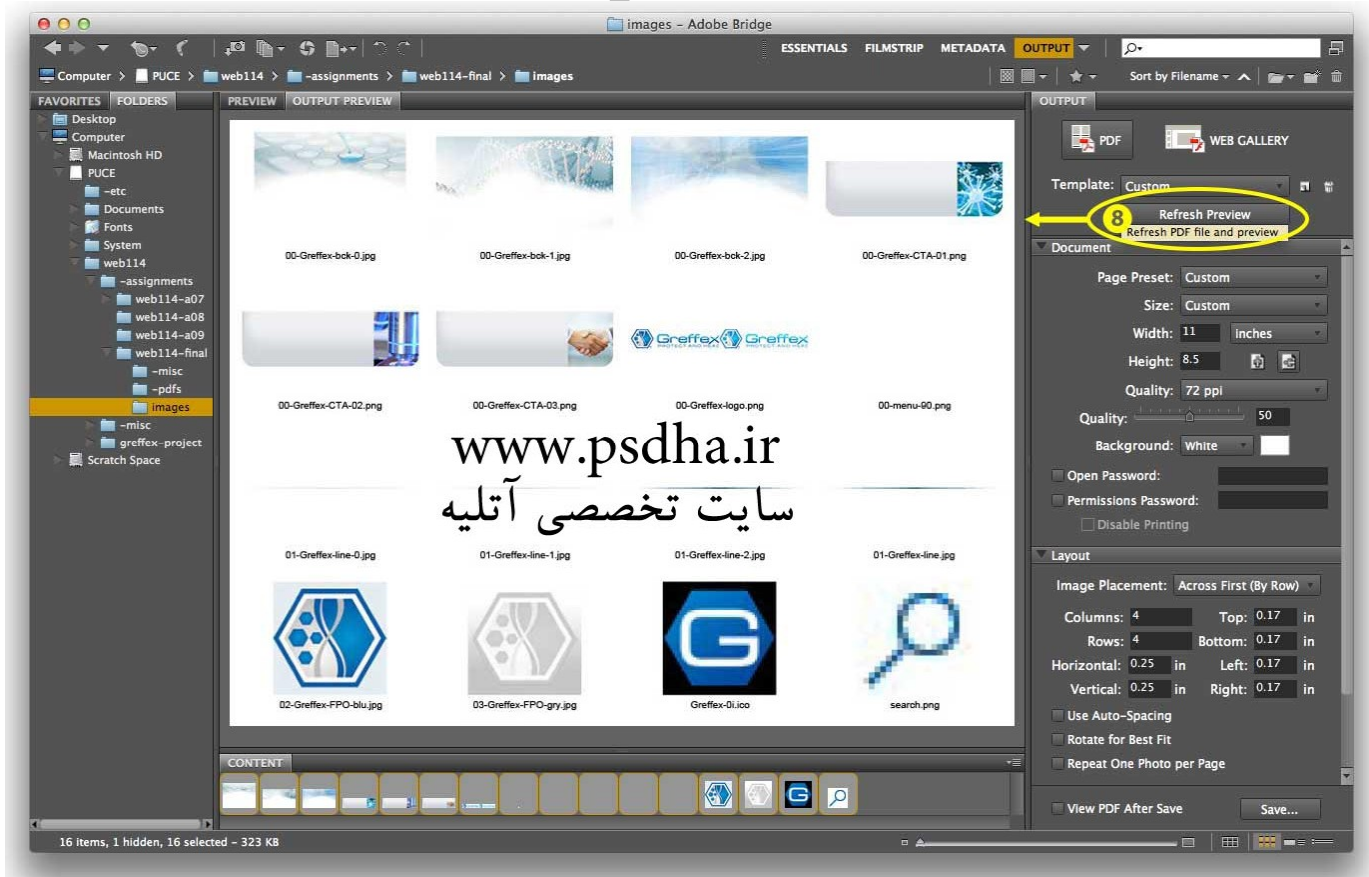 images – Adobe Bridge
ESSENTIALS FILMSTRIP METADATA OUTPUT
Computer > PUCE > web114 > -assignments > web114-final > images
Sort by Filename
FAVORITES FOLDERS
Desktop
Computer
Macintosh HD
PUCE
-etc
Documents
Fonts
System
web114
-assignments
web114-a07
web114-a08
web114-a09
web114-final
-misc
-pdfs
images
-misc
greffex-project
Scratch Space
PREVIEW OUTPUT PREVIEW
00-Greffex-bck-0.jpg 00-Greffex-bck-1.jpg 00-Greffex-bck-2.jpg 00-Greffex-CTA-01.png
Greffex Greffex
PROTECT AND HEAL PROTECT AND HEAL
00-Greffex-CTA-02.png 00-Greffex-CTA-03.png 00-Greffex-logo.png 00-menu-90.png
www.psdha.ir
سایت تخصصی آتلیه
01-Greffex-line-0.jpg 01-Greffex-line-1.jpg 01-Greffex-line-2.jpg 01-Greffex-line.jpg
G
02-Greffex-FPO-blu.jpg 03-Greffex-FPO-gry.jpg Greffex-0i.ico search.png
CONTENT
G
OUTPUT
PDF WEB GALLERY
Template: Custom
8 Refresh Preview
Refresh PDF file and preview
Document
Page Preset: Custom
Size: Custom
Width: 11 inches
Height: 8.5
Quality: 72 ppi
Quality: 50
Background: White
Open Password:
Permissions Password:
Disable Printing
Layout
Image Placement: Across First (By Row)
Columns: 4 Top: 0.17 in
Rows: 4 Bottom: 0.17 in
Horizontal: 0.25 in Left: 0.17 in
Vertical: 0.25 in Right: 0.17 in
Use Auto-Spacing
Rotate for Best Fit
Repeat One Photo per Page
View PDF After Save Save...
16 items, 1 hidden, 16 selected – 323 KB